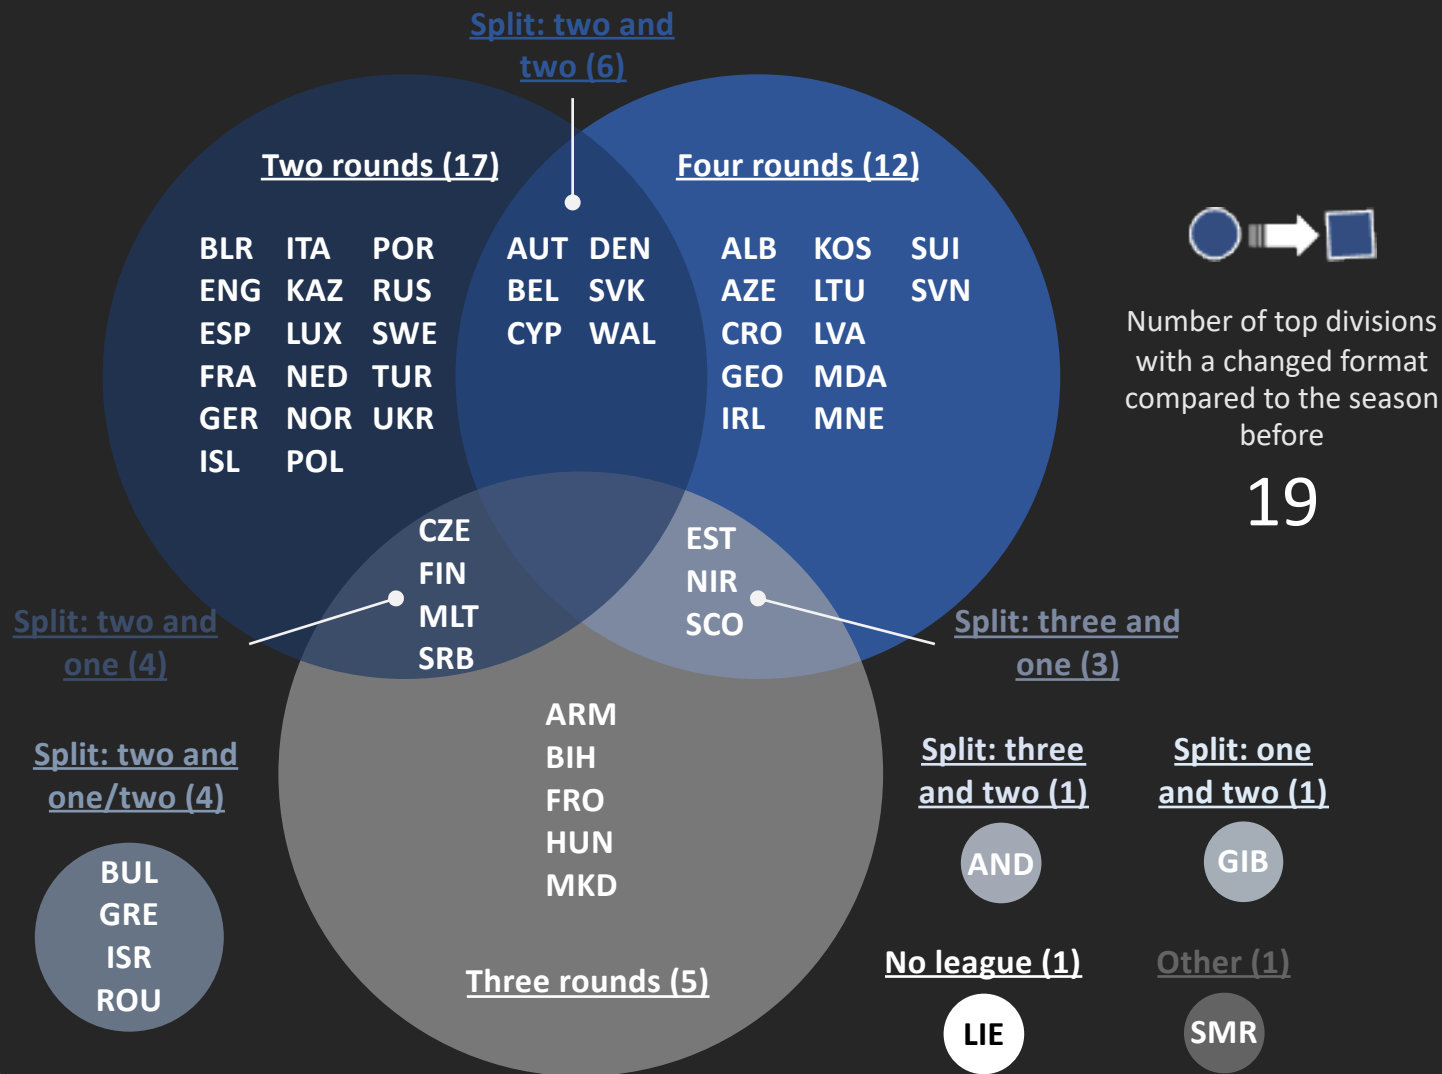 Split: two and
two (6)
Two rounds (17)
Four rounds (12)
BLR ITA POR
ENG KAZ RUS
ESP LUX SWE
FRA NED TUR
GER NOR UKR
ISL POL
AUT DEN
BEL SVK
CYP WAL
ALB KOS SUI
AZE LTU SVN
CRO LVA
GEO MDA
IRL MNE
Number of top divisions
with a changed format
compared to the season
before
19
CZE
FIN
MLT
SRB
EST
NIR
SCO
Split: two and
one (4)
Split: three and
one (3)
ARM
BIH
FRO
HUN
MKD
Three rounds (5)
Split: two and
one/two (4)
BUL
GRE
ISR
ROU
Split: three
and two (1)
AND
Split: one
and two (1)
GIB
No league (1)
LIE
Other (1)
SMR